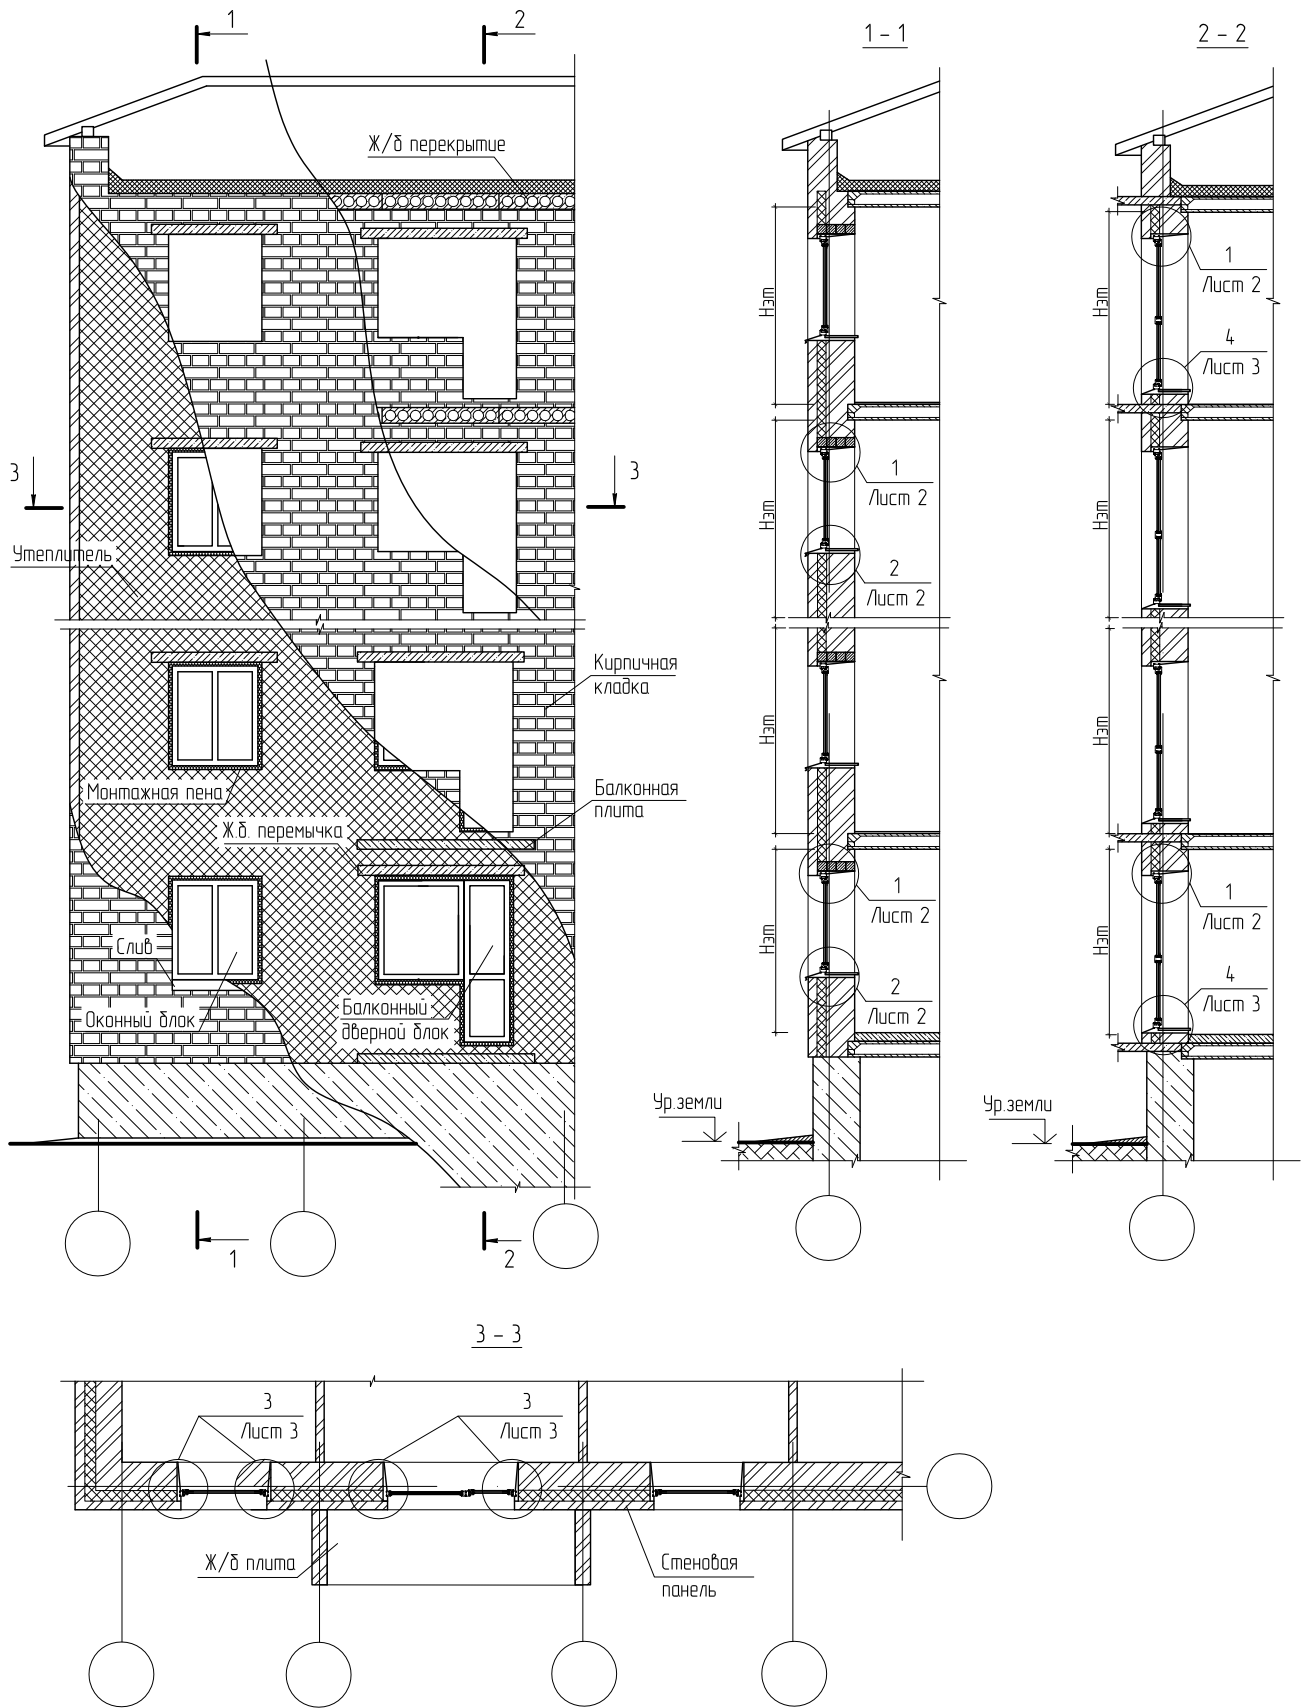 1
2
1 – 1
2 – 2
Ж/б перекрытие
1
Лист 2
Нэт
Нэт
4
Лист 3
3
3
1
Лист 2
Нэт
Нэт
Утеплитель
2
Лист 2
Кирпичная
кладка
Нэт
Нэт
Монтажная пена
Балконная
плита
Ж.б. перемычка
1
Лист 2
1
Лист 2
Нэт
Нэт
Слив
2
Лист 2
4
Лист 3
Оконный блок
Балконный
дверной блок
Ур.земли
Ур.земли
1
2
3 – 3
3
Лист 3
3
Лист 3
Ж/б плита
Стеновая
панель